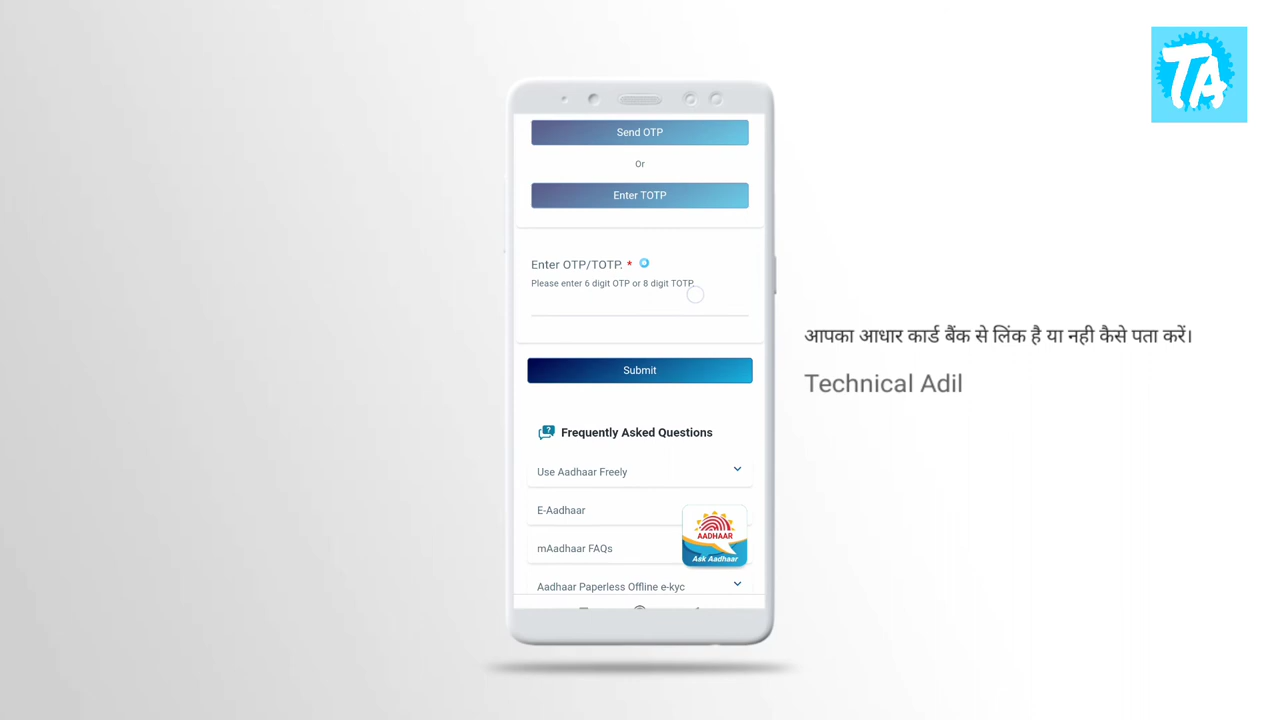 TA
Send OTP
Or
Enter TOTP
Enter OTP/TOTP. *
Please enter 6 digit OTP or 8 digit TOTP.
Submit
Frequently Asked Questions
Use Aadhaar Freely
E-Aadhaar
mAadhaar FAQs
AADHAAR
Ask Aadhaar
Aadhaar Paperless Offline e-kyc
आपका आधार कार्ड बैंक से लिंक है या नही कैसे पता करें।
Technical Adil